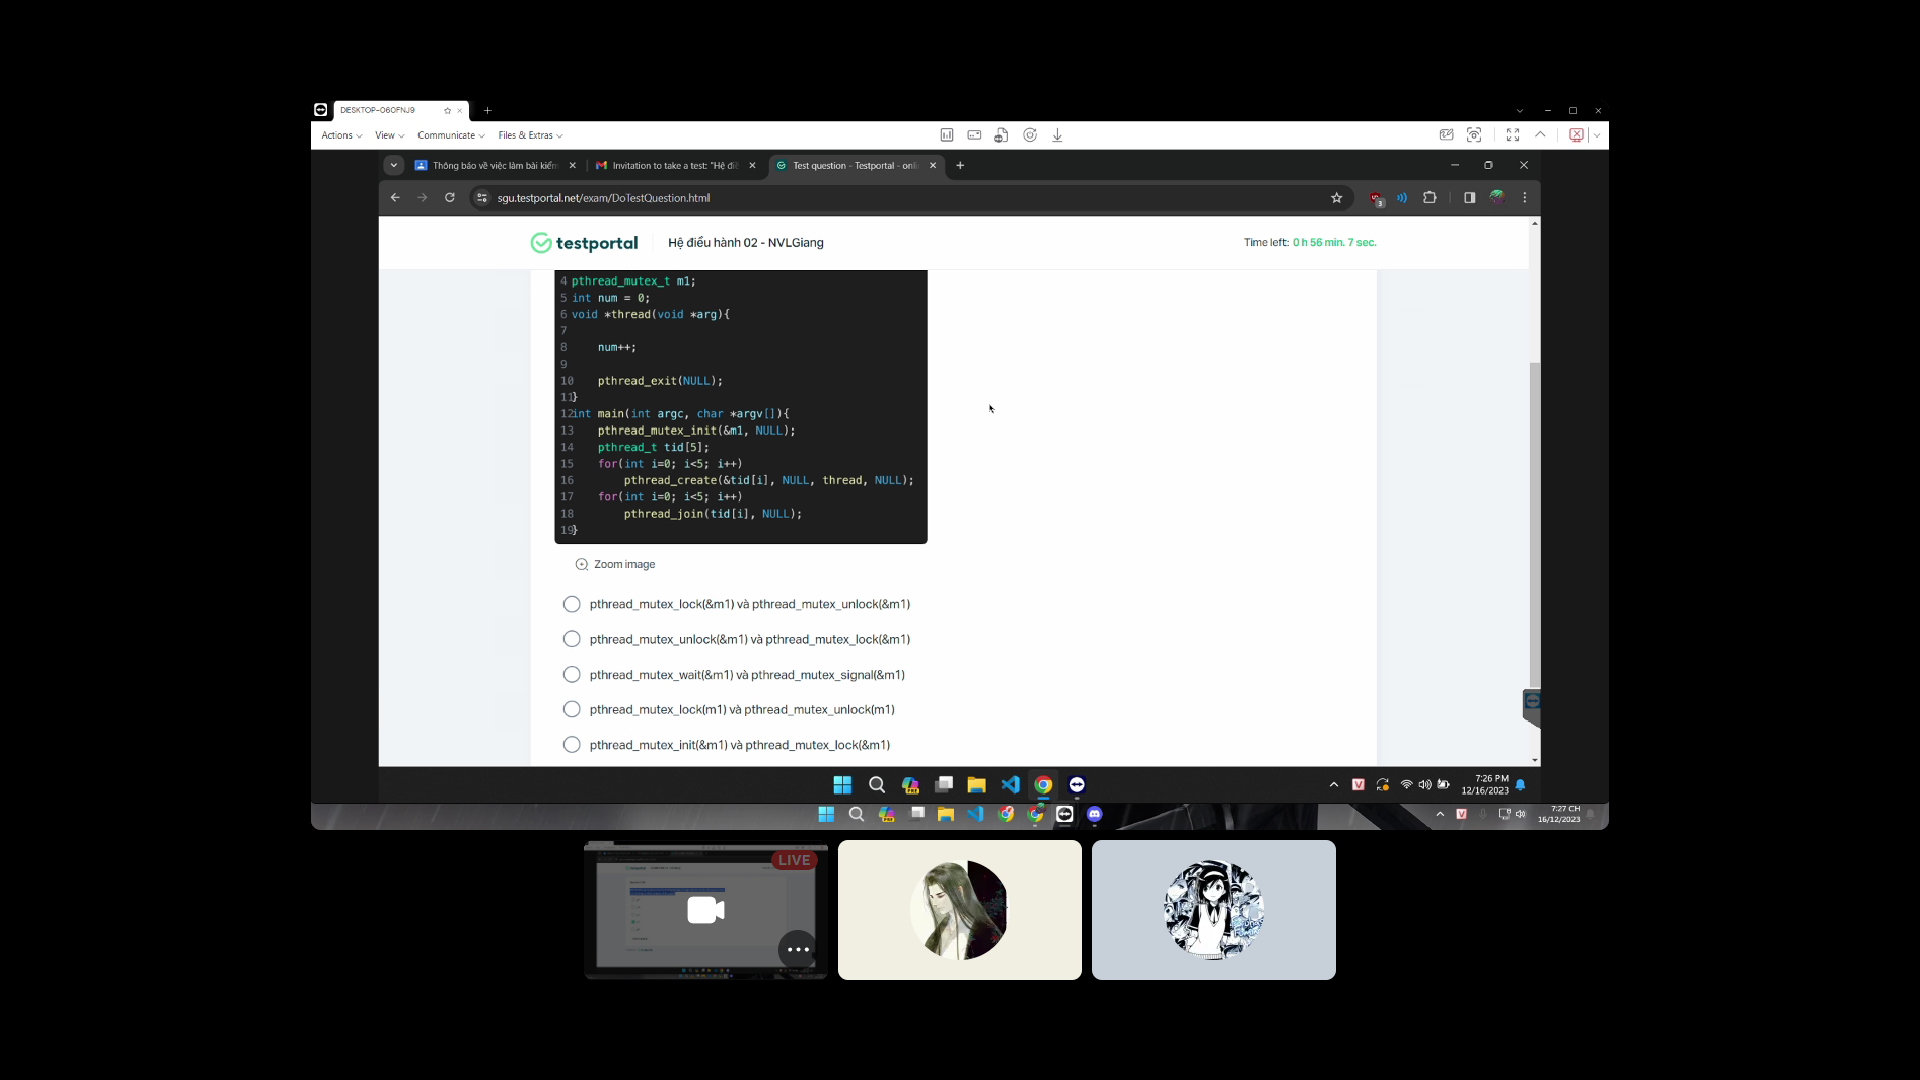 DESKTOP-060FNJ9
Actions View Communicate Files & Extras
Thông báo về việc làm bài kiểm
Invitation to take a test: "Hệ điề
Test question - Testportal - onl
sgu.testportal.net/exam/DoTestQuestion.html
3
testportal Hệ điều hành 02 - NVLGiang Time left: 0 h 56 min. 7 sec.
4 pthread_mutex_t m1;
5 int num = 0;
6 void *thread(void *arg){
7
8 num++;
9
10 pthread_exit(NULL);
11}
12int main(int argc, char *argv[]){
13 pthread_mutex_init(&m1, NULL);
14 pthread_t tid[5];
15 for(int i=0; i<5; i++)
16 pthread_create(&tid[i], NULL, thread, NULL);
17 for(int i=0; i<5; i++)
18 pthread_join(tid[i], NULL);
19}
Zoom image
pthread_mutex_lock(&m1) và pthread_mutex_unlock(&m1)
pthread_mutex_unlock(&m1) và pthread_mutex_lock(&m1)
pthread_mutex_wait(&m1) và pthread_mutex_signal(&m1)
pthread_mutex_lock(m1) và pthread_mutex_unlock(m1)
pthread_mutex_init(&m1) và pthread_mutex_lock(&m1)
V
7:26 PM
12/16/2023
V
7:27 CH
16/12/2023
LIVE